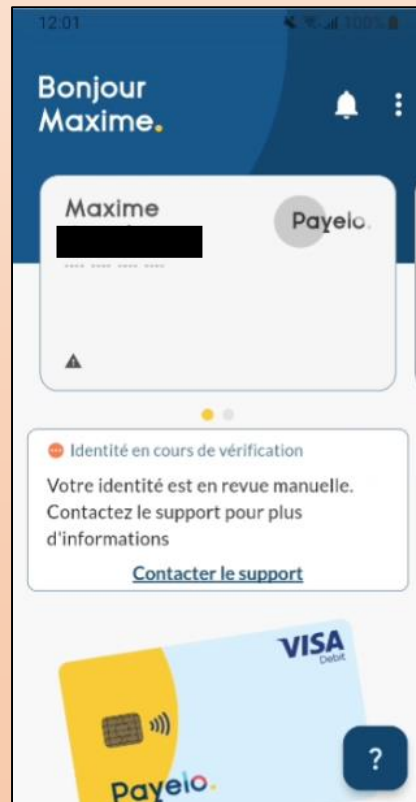 12:01
100%
Bonjour
Maxime.
Maxime
Payelo.
Identité en cours de vérification
Votre identité est en revue manuelle.
Contactez le support pour plus
d'informations
Contacter le support
VISA
Debit
Payelo.
?